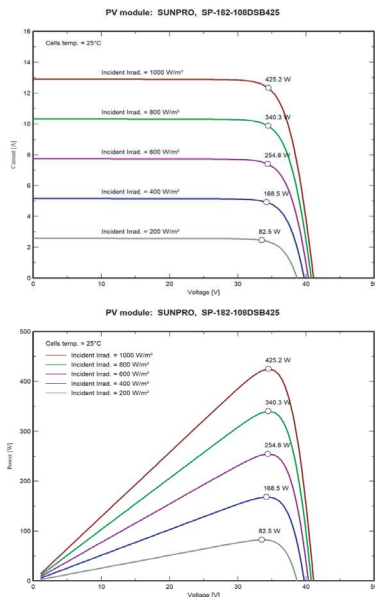 PV module: SUNPRO, SP-182-108DSB425
16
Cells temp. = 25°C
14
Incident Irrad. = 1000 W/m²
425.2 W
12
Incident Irrad. = 800 W/m²
340.3 W
10
Current [A]
Incident Irrad. = 600 W/m²
254.6 W
8
6
Incident Irrad. = 400 W/m²
168.5 W
4
Incident Irrad. = 200 W/m²
82.5 W
2
0
0 10 20 30 40 50
Voltage [V]
PV module: SUNPRO, SP-182-108DSB425
500
Cells temp. = 25°C
Incident Irrad. = 1000 W/m²
Incident Irrad. = 800 W/m²
Incident Irrad. = 600 W/m²
Incident Irrad. = 400 W/m²
Incident Irrad. = 200 W/m²
425.2 W
400
340.3 W
300
Power [W]
254.6 W
200
168.5 W
100
82.5 W
0
0 10 20 30 40 50
Voltage [V]